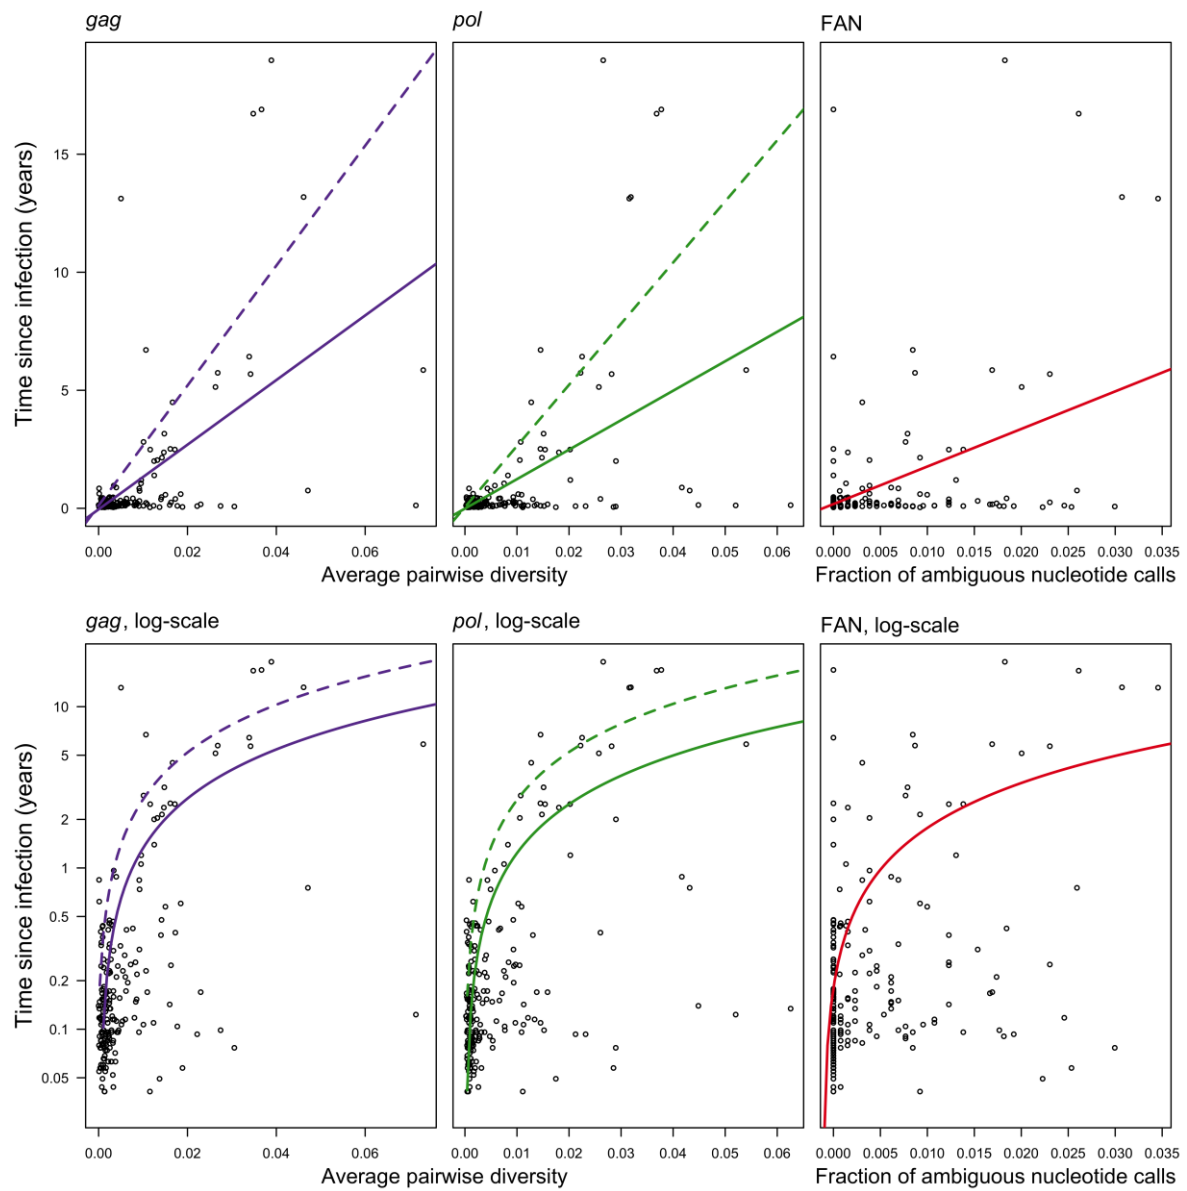 gag pol FAN
Time since infection (years)
15
10
5
0
0.00 0.02 0.04 0.06 0.00 0.01 0.02 0.03 0.04 0.05 0.06 0.000 0.005 0.010 0.015 0.020 0.025 0.030 0.035
Average pairwise diversity Average pairwise diversity Fraction of ambiguous nucleotide calls
gag, log-scale pol, log-scale FAN, log-scale
Time since infection (years)
10
5
2
1
0.5
0.2
0.1
0.05
0.00 0.02 0.04 0.06 0.00 0.01 0.02 0.03 0.04 0.05 0.06 0.000 0.005 0.010 0.015 0.020 0.025 0.030 0.035
Average pairwise diversity Average pairwise diversity Fraction of ambiguous nucleotide calls